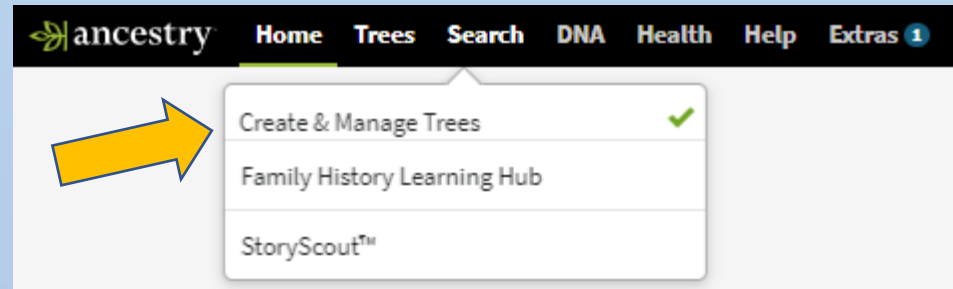 ancestry Home Trees Search DNA Health Help Extras 1
Create & Manage Trees
Family History Learning Hub
StoryScout™